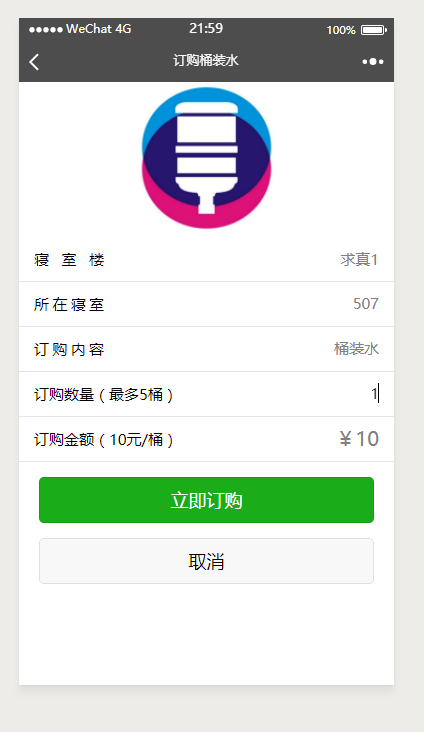 WeChat 4G 21:59 100%
订购桶装水
寝室楼 求真1
所在寝室 507
订购内容 桶装水
订购数量（最多5桶） 1
订购金额（10元/桶） ￥10
立即订购
取消